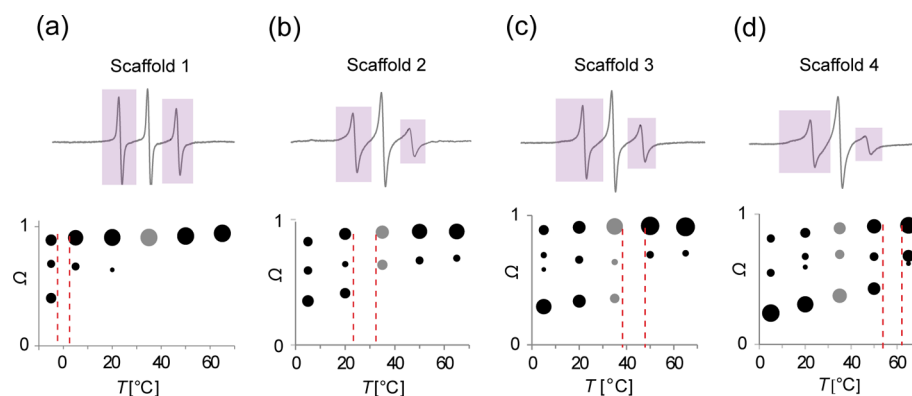 (a) (b) (c) (d)
Scaffold 1 Scaffold 2 Scaffold 3 Scaffold 4
1 1 1 1
Ω Ω Ω Ω
0 0 0 0
0 20 40 60 0 20 40 60 0 20 40 60 0 20 40 60
T[°C] T[°C] T[°C] T[°C]